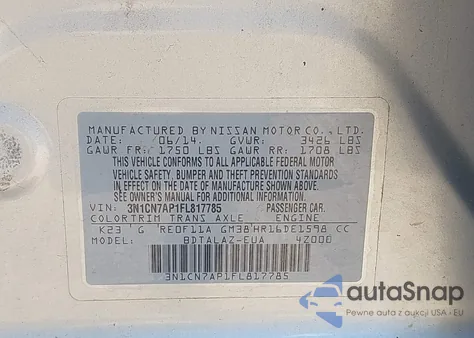 MANUFACTURED BY NISSAN MOTOR CO., LTD.
DATE: 06/14 GVWR: 3426 LBS
GAWR FR: 1750 LBS GAWR RR: 1708 LBS
THIS VEHICLE CONFORMS TO ALL APPLICABLE FEDERAL MOTOR
VEHICLE SAFETY, BUMPER AND THEFT PREVENTION STANDARDS
IN EFFECT ON THE DATE OF MANUFACTURE SHOWN ABOVE.
SEE OWNER'S MANUAL FOR ADDITIONAL INFORMATION.
VIN: 3N1CN7AP1FL817785 PASSENGER CAR.
COLOR TRIM TRANS AXLE ENGINE
K23 G RE0F11A GM38 HR16DE1598 CC
MODEL: BDTALAZ-EUA 4Z000
3N1CN7AP1FL817785
autoSnap
Pewne auta z aukcji USA i EU